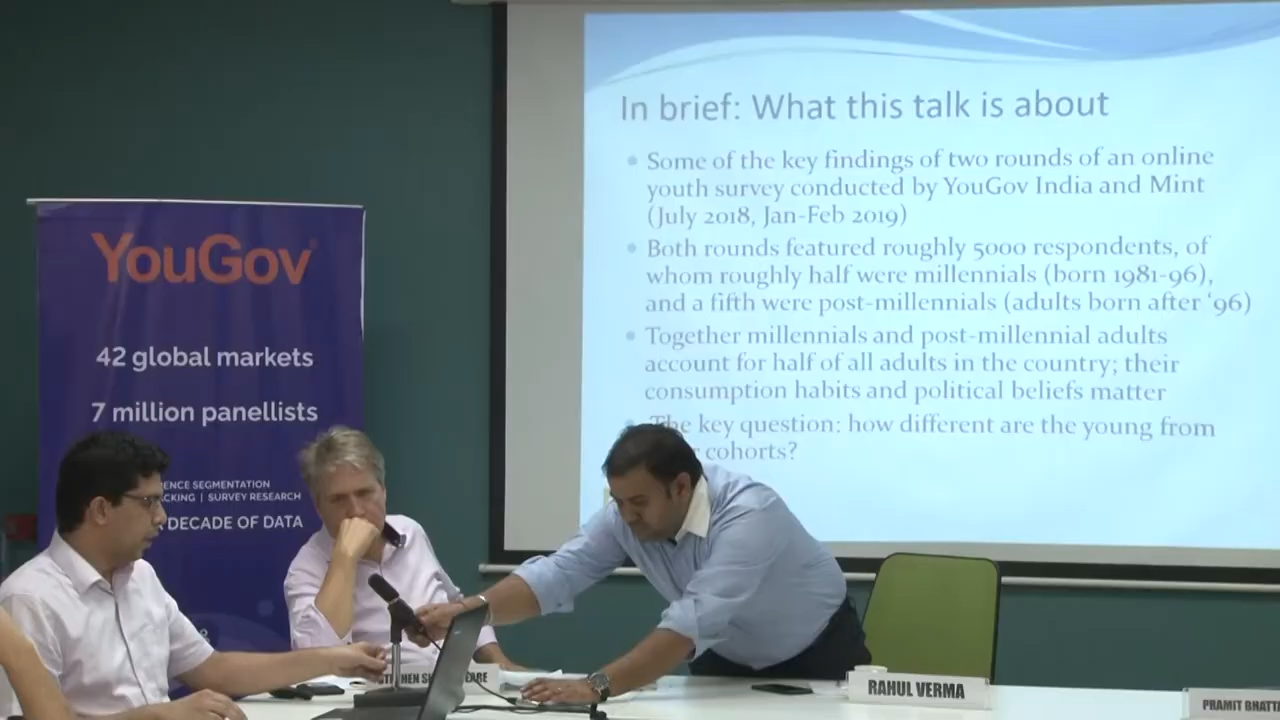 In brief: What this talk is about
Some of the key findings of two rounds of an online
youth survey conducted by YouGov India and Mint
(July 2018, Jan-Feb 2019)
Both rounds featured roughly 5000 respondents, of
whom roughly half were millennials (born 1981-96),
and a fifth were post-millennials (adults born after ‘96)
Together millennials and post-millennial adults
account for half of all adults in the country; their
consumption habits and political beliefs matter
The key question: how different are the young from
cohorts?
YouGov
42 global markets
7 million panellists
SEGMENTATION
SURVEY RESEARCH
DECADE OF DATA
RAHUL VERMA
PRAMIT